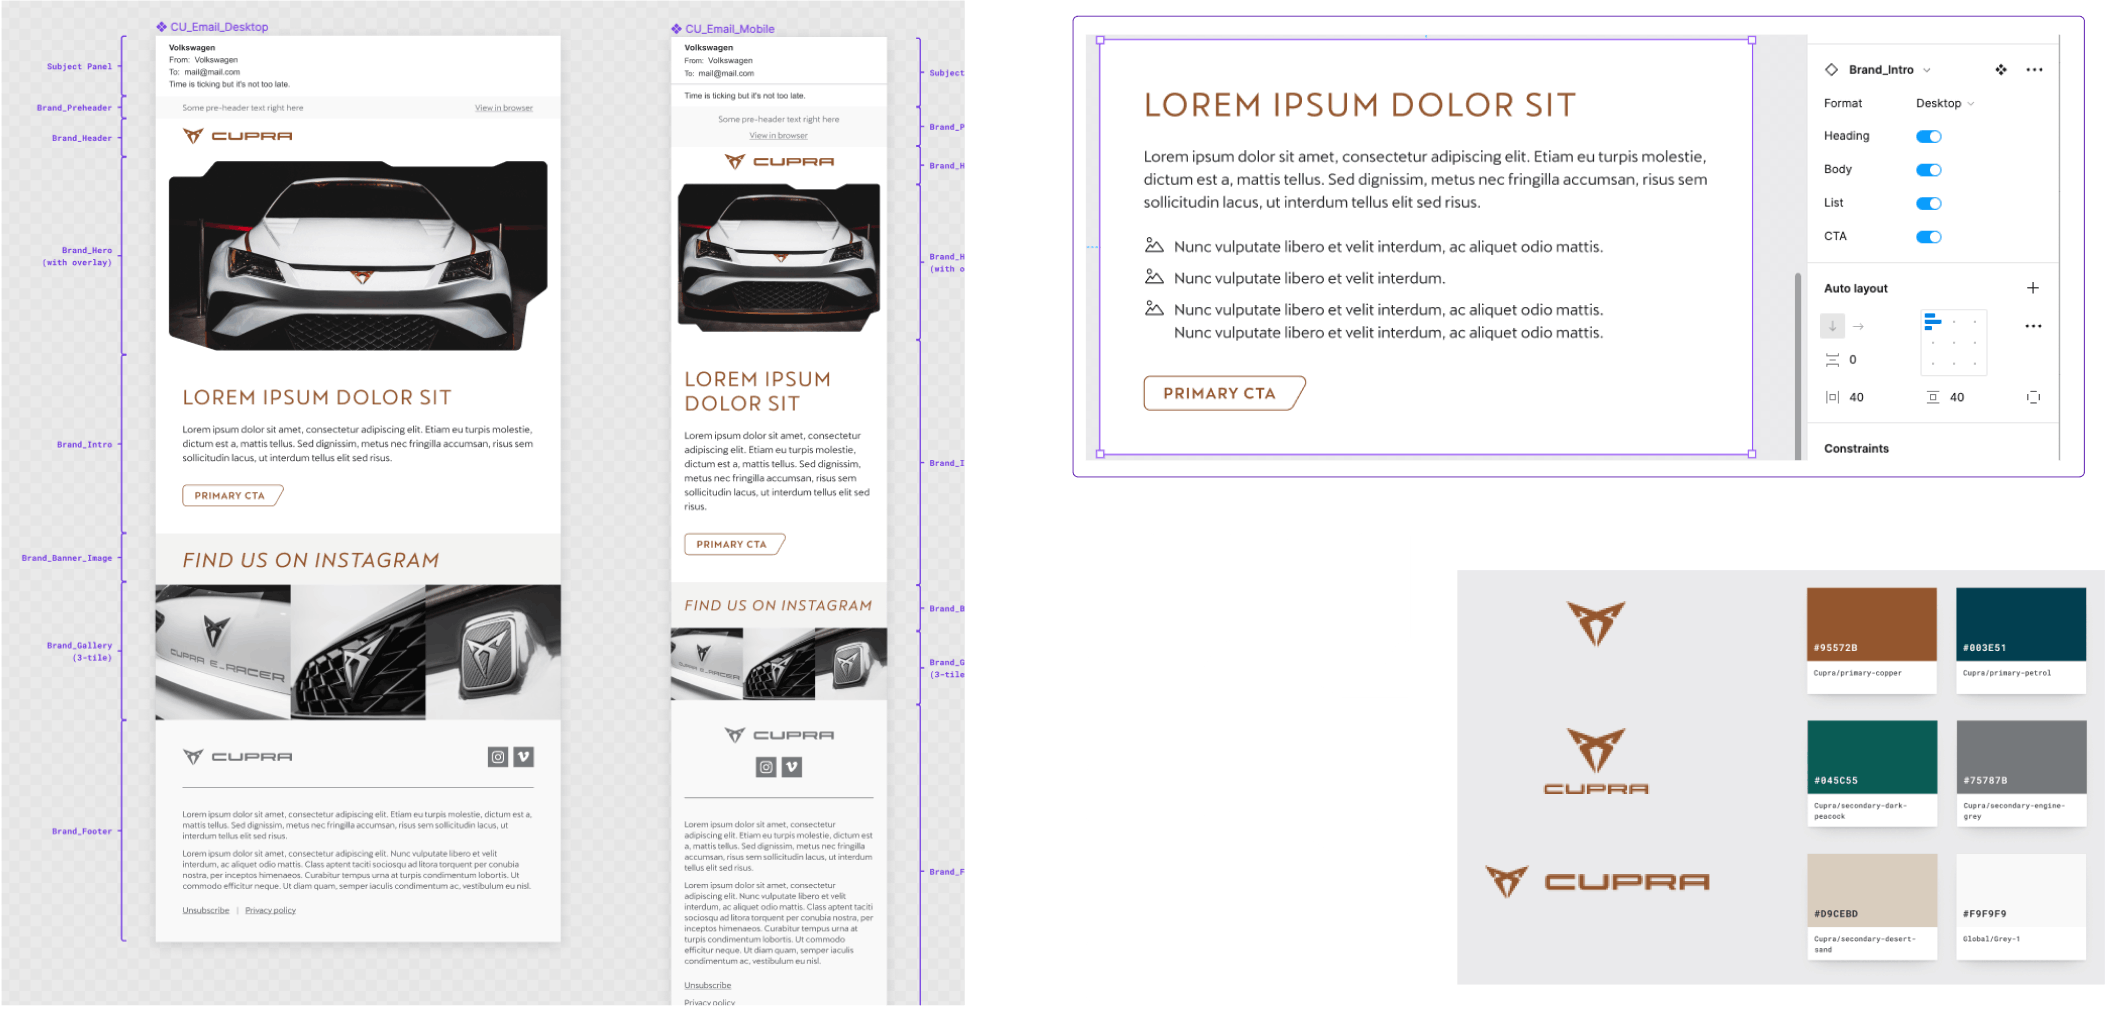 CU_Email_Desktop
Subject Panel
Brand_Preheader
Brand_Header
Brand_Hero
(with overlay)
Brand_Intro
Brand_Banner_Image
Brand_Gallery
(3-tile)
Brand_Footer
Volkswagen
From: Volkswagen
To: mail@mail.com
Time is ticking but it's not too late.
Some pre-header text right here
View in browser
CUPRA
LOREM IPSUM DOLOR SIT
Lorem ipsum dolor sit amet, consectetur adipiscing elit. Etiam eu turpis molestie,
dictum est a, mattis tellus. Sed dignissim, metus nec fringilla accumsan, risus sem
sollicitudin lacus, ut interdum tellus elit sed risus.
PRIMARY CTA
FIND US ON INSTAGRAM
CUPRA E_RACER
CUPRA
Lorem ipsum dolor sit amet, consectetur adipiscing elit. Etiam eu turpis molestie, dictum est a,
mattis tellus. Sed dignissim, metus nec fringilla accumsan, risus sem sollicitudin lacus, ut
interdum tellus elit sed risus.
Lorem ipsum dolor sit amet, consectetur adipiscing elit. Nunc vulputate libero et velit
interdum, ac aliquet odio mattis. Class aptent taciti sociosqu ad litora torquent per conubia
nostra, per inceptos himenaeos. Curabitur tempus urna at turpis condimentum lobortis. Ut
commodo efficitur neque. Ut diam quam, semper iaculis condimentum ac, vestibulum eu nisl.
Unsubscribe | Privacy policy
CU_Email_Mobile
Volkswagen
From: Volkswagen
To: mail@mail.com
Time is ticking but it's not too late.
Some pre-header text right here
View in browser
CUPRA
LOREM IPSUM
DOLOR SIT
Lorem ipsum dolor sit amet, consectetur
adipiscing elit. Etiam eu turpis molestie,
dictum est a, mattis tellus. Sed dignissim,
metus nec fringilla accumsan, risus sem
sollicitudin lacus, ut interdum tellus elit sed
risus.
PRIMARY CTA
FIND US ON INSTAGRAM
CUPRA E_RACER
CUPRA
Lorem ipsum dolor sit amet, consectetur
adipiscing elit. Etiam eu turpis molestie, dictum est
a, mattis tellus. Sed dignissim, metus nec fringilla
accumsan, risus sem sollicitudin lacus, ut interdum
tellus elit sed risus.
Lorem ipsum dolor sit amet, consectetur
adipiscing elit. Nunc vulputate libero et velit
interdum, ac aliquet odio mattis. Class aptent taciti
sociosqu ad litora torquent per conubia nostra, per
inceptos himenaeos. Curabitur tempus urna at
turpis condimentum lobortis. Ut commodo
efficitur neque. Ut diam quam, semper iaculis
condimentum ac, vestibulum eu nisl.
Unsubscribe
Privacy policy
Subject
Brand_P
Brand_H
Brand_H
(with o
Brand_I
Brand_B
Brand_G
(3-tile
Brand_F
LOREM IPSUM DOLOR SIT
Lorem ipsum dolor sit amet, consectetur adipiscing elit. Etiam eu turpis molestie,
dictum est a, mattis tellus. Sed dignissim, metus nec fringilla accumsan, risus sem
sollicitudin lacus, ut interdum tellus elit sed risus.
Nunc vulputate libero et velit interdum, ac aliquet odio mattis.
Nunc vulputate libero et velit interdum.
Nunc vulputate libero et velit interdum, ac aliquet odio mattis.
Nunc vulputate libero et velit interdum, ac aliquet odio mattis.
PRIMARY CTA
Brand_Intro
Format Desktop
Heading
Body
List
CTA
Auto layout
0
40 40
Constraints
CUPRA
CUPRA
#95572B
Cupra/primary-copper
#003E51
Cupra/primary-petrol
#045C55
Cupra/secondary-dark-
peacock
#75787B
Cupra/secondary-engine-
grey
#D9CEBD
Cupra/secondary-desert-
sand
#F9F9F9
Global/Grey-1